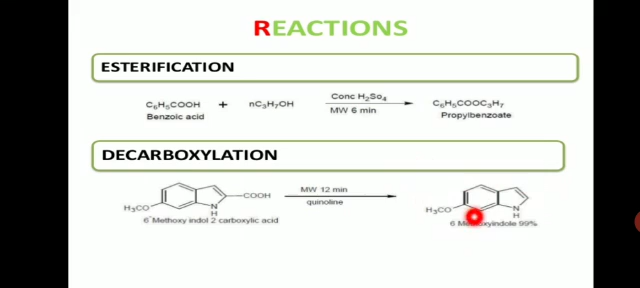 REACTIONS
ESTERIFICATION
C₆H₅COOH + nC₃H₇OH Conc H₂So₄ C₆H₅COOC₃H₇
Benzoic acid MW 6 min Propylbenzoate
DECARBOXYLATION
H₃CO N H COOH MW 12 min H₃CO N H
quinoline
6 Methoxy indol 2 carboxylic acid 6 99%